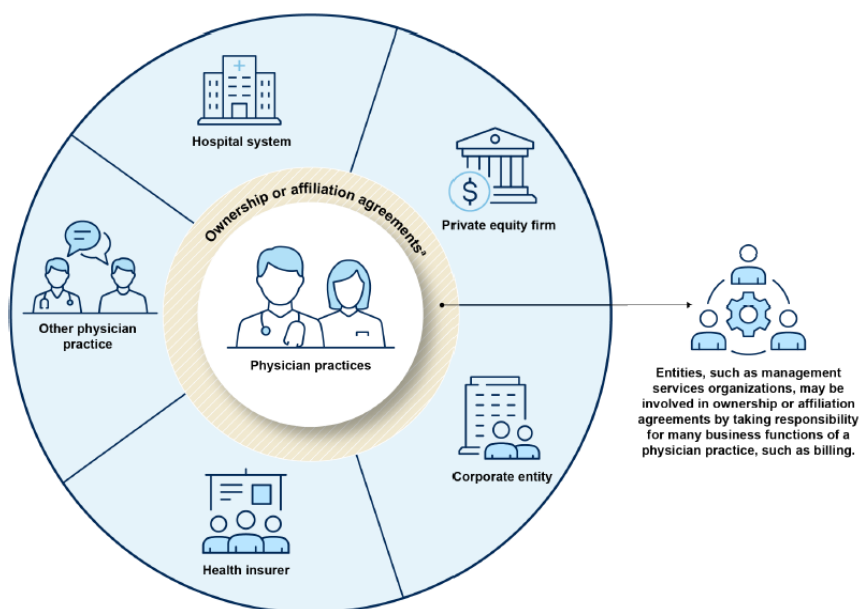 Hospital system
Ownership or affiliation agreementsᵃ
$
Private equity firm
Other physician
practice
Physician practices
Entities, such as management
services organizations, may be
involved in ownership or affiliation
agreements by taking responsibility
for many business functions of a
physician practice, such as billing.
Corporate entity
Health insurer